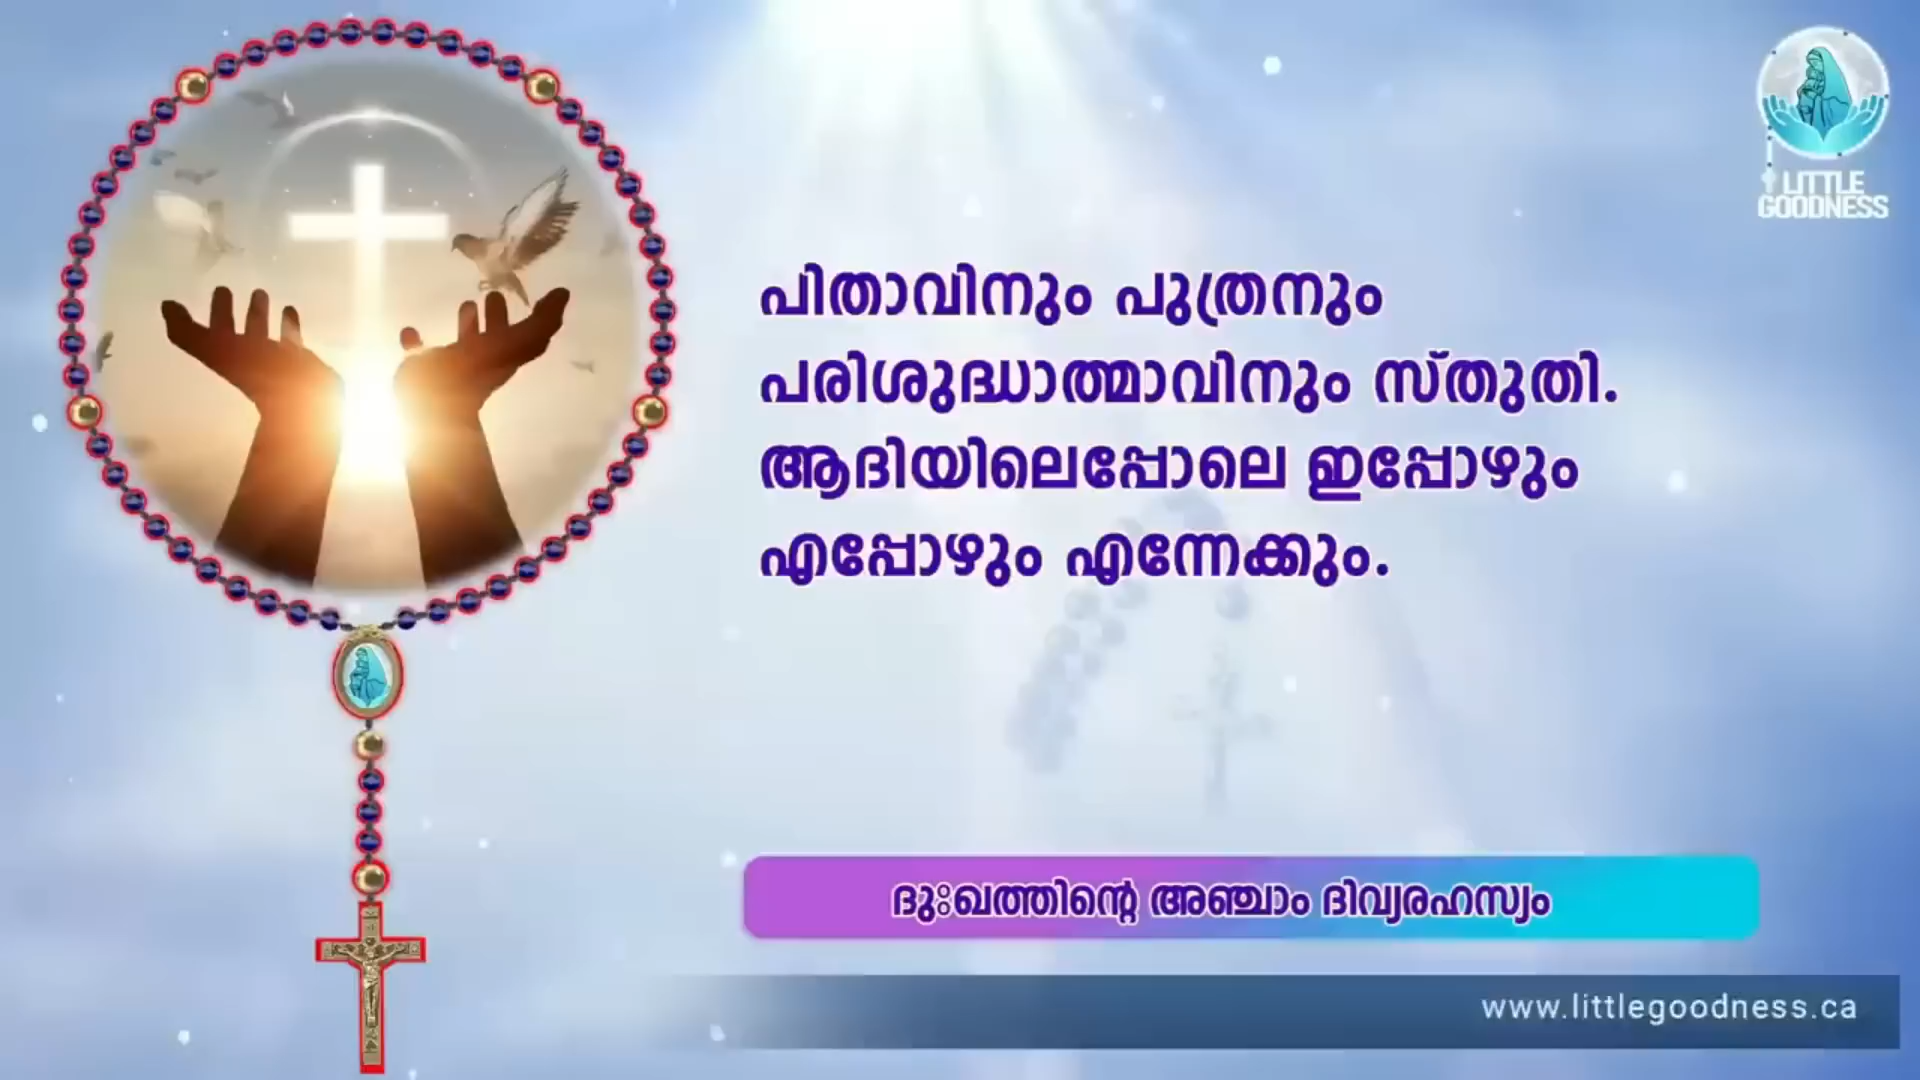 LITTLE
GOODNESS
പിതാവിനും പുത്രനും
പരിശുദ്ധാത്മാവിനും സ്തുതി.
ആദിയിലെപ്പോലെ ഇപ്പോഴും
എപ്പോഴും എന്നേക്കും.
ദുഃഖത്തിന്റെ അഞ്ചാം ദിവ്യരഹസ്യം
www.littlegoodness.ca